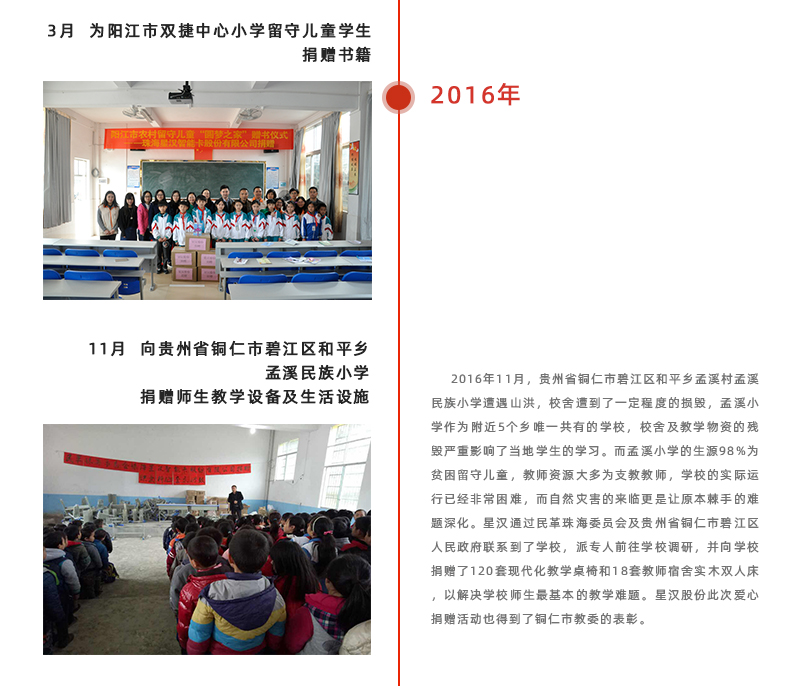 3月 为阳江市双捷中心小学留守儿童学生
捐赠书籍
2016年
阳江市农村留守儿童“圆梦之家”赠书仪式
——珠海星汉智能卡股份有限公司捐赠
11月 向贵州省铜仁市碧江区和平乡
孟溪民族小学
捐赠师生教学设备及生活设施
2016年11月，贵州省铜仁市碧江区和平乡孟溪村孟溪
民族小学遭遇山洪，校舍遭到了一定程度的损毁，孟溪小
学作为附近5个乡唯一共有的学校，校舍及教学物资的残
毁严重影响了当地学生的学习。而孟溪小学的生源98%为
贫困留守儿童，教师资源大多为支教教师，学校的实际运
行已经非常困难，而自然灾害的来临更是让原本棘手的难
题深化。星汉通过民革珠海委员会及贵州省铜仁市碧江区
人民政府联系到了学校，派专人前往学校调研，并向学校
捐赠了120套现代化教学桌椅和18套教师宿舍实木双人床
，以解决学校师生最基本的教学难题。星汉股份此次爱心
捐赠活动也得到了铜仁市教委的表彰。